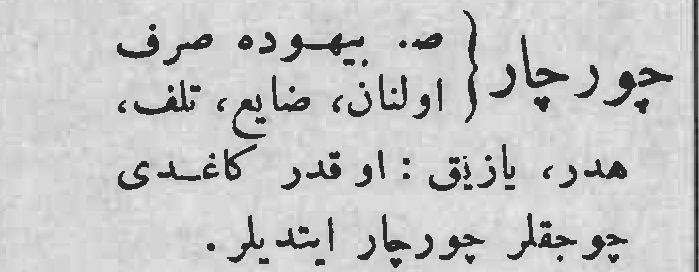 چورچار { ص. بیهوده صرف
اولنان، ضایع، تلف،
هدر، یازیق : او قدر کاغدی
چوجقلر چورچار ایتدیلر.